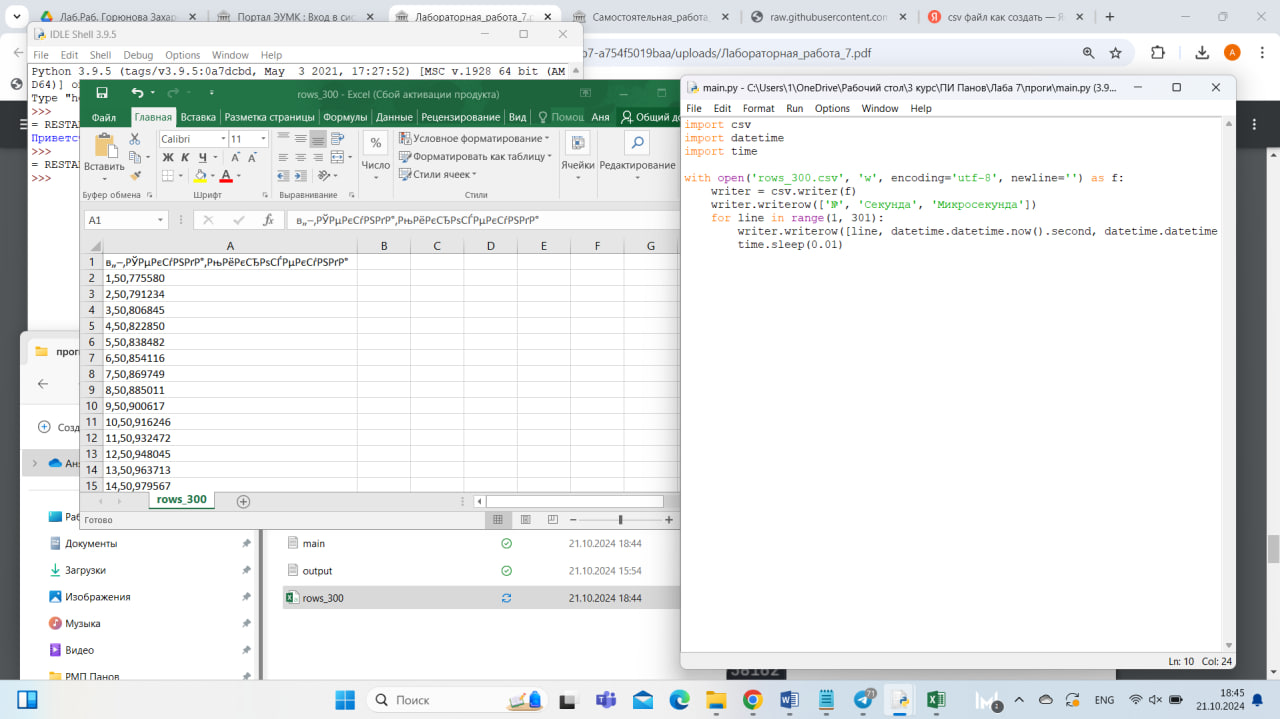 Лаб.Раб. Горюнова Захар
Портал ЭУМК : Вход в сис
Лабораторная_работа_7.p
Самостоятельная_работа_
raw.githubusercontent.com
csv файл как создать — Ян
b7-a754f5019baa/uploads//Лабораторная работа_7.pdf
IDLE Shell 3.9.5
File Edit Shell Debug Options Window Help
Python 3.9.5 (tags/v3.9.5:0a7dcbd, May 3 2021, 17:27:52) [MSC v.1928 64 bit (AM
D64)] o
Type "he
>>>
= RESTAR
Приветс
>>>
= RESTAR
>>>
rows_300 - Excel (Сбой активации продукта)
Файл Главная Вставка Разметка страницы Формулы Данные Рецензирование Вид Помощ Аня Общий до
Вставить
Calibri 11
Ж К Ч
% Число
Условное форматирование
Форматировать как таблицу
Стили ячеек
Ячейки
Редактирование
Буфер обмена Шрифт Выравнивание Стили
A1 fx в„–,РЎРµРєСѓРЅРґР°,РњРёРєСЂРѕСЃРµРєСѓРЅРґР°
A B C D E F G
1 в„–,РЎРµРєСѓРЅРґР°,РњРёРєСЂРѕСЃРµРєСѓРЅРґР°
2 1,50,775580
3 2,50,791234
4 3,50,806845
5 4,50,822850
6 5,50,838482
7 6,50,854116
8 7,50,869749
9 8,50,885011
10 9,50,900617
11 10,50,916246
12 11,50,932472
13 12,50,948045
14 13,50,963713
15 14,50,979567
rows_300
Готово
main.py - C:\Users\1\OneDrive\Рабочий стол\3 курс\ПИ Панов\Лаба 7\проги\main.py (3.9...
File Edit Format Run Options Window Help
import csv
import datetime
import time
with open('rows_300.csv', 'w', encoding='utf-8', newline='') as f:
writer = csv.writer(f)
writer.writerow(['№', 'Секунда', 'Микросекунда'])
for line in range(1, 301):
writer.writerow([line, datetime.datetime.now().second, datetime.datetime
time.sleep(0.01)
Ln: 10 Col: 24
проги
Созд
Аня
Раб
Документы
Загрузки
Изображения
Музыка
Видео
РМП Панов
main 21.10.2024 18:44
output 21.10.2024 15:54
rows_300 21.10.2024 18:44
Поиск
71
1
ENG
18:45
21.10.2024